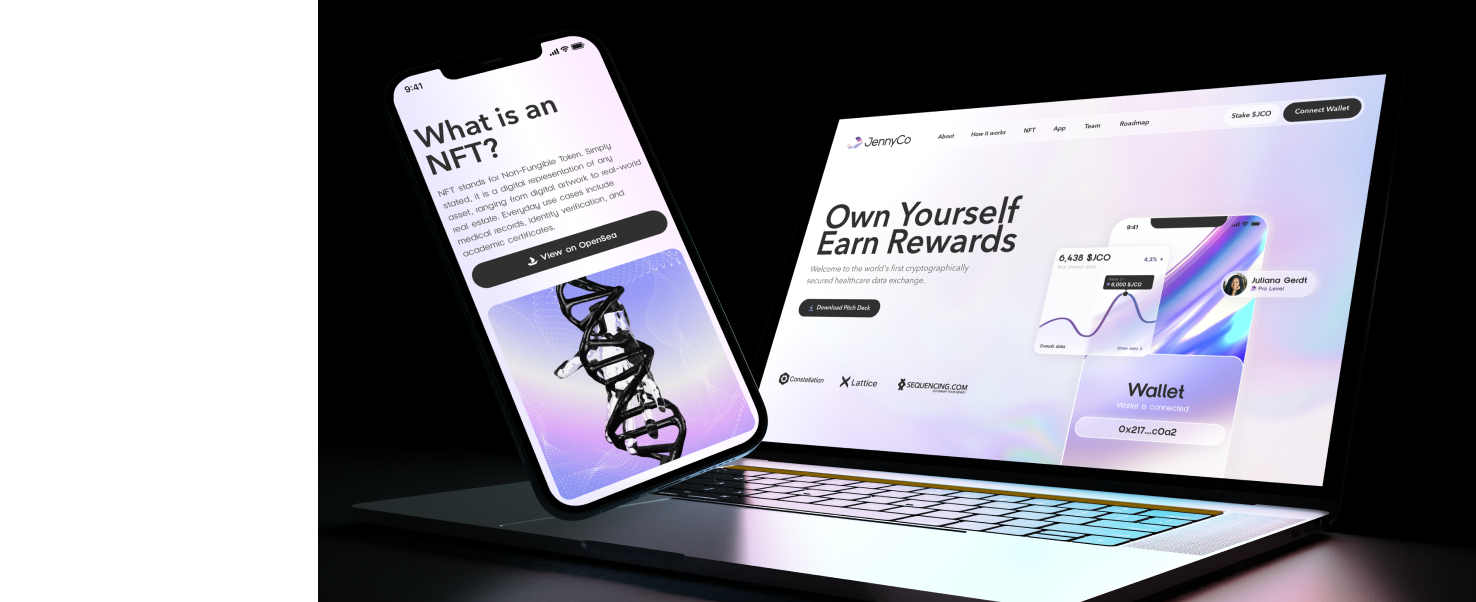 9:41
What is an
NFT?
NFT stands for Non-Fungible Token. Simply
stated, it is a digital representation of any
asset, ranging from digital artwork to real-world
real estate. Everyday use cases include
medical records, identity verification, and
academic certificates.
View on OpenSea
JennyCo
About How it works NFT App Team Roadmap
Stake $JCO
Connect Wallet
Own Yourself
Earn Rewards
Welcome to the world's first cryptographically
secured healthcare data exchange.
Download Pitch Deck
Constellation
Lattice
SEQUENCING.COM
9:41
6,438 $JCO
4,3%
Your shared data
6,000 $JCO
Overall data
Share data
Juliana Gerdt
Pro Level
Wallet
Wallet is connected
0x217...c0a2